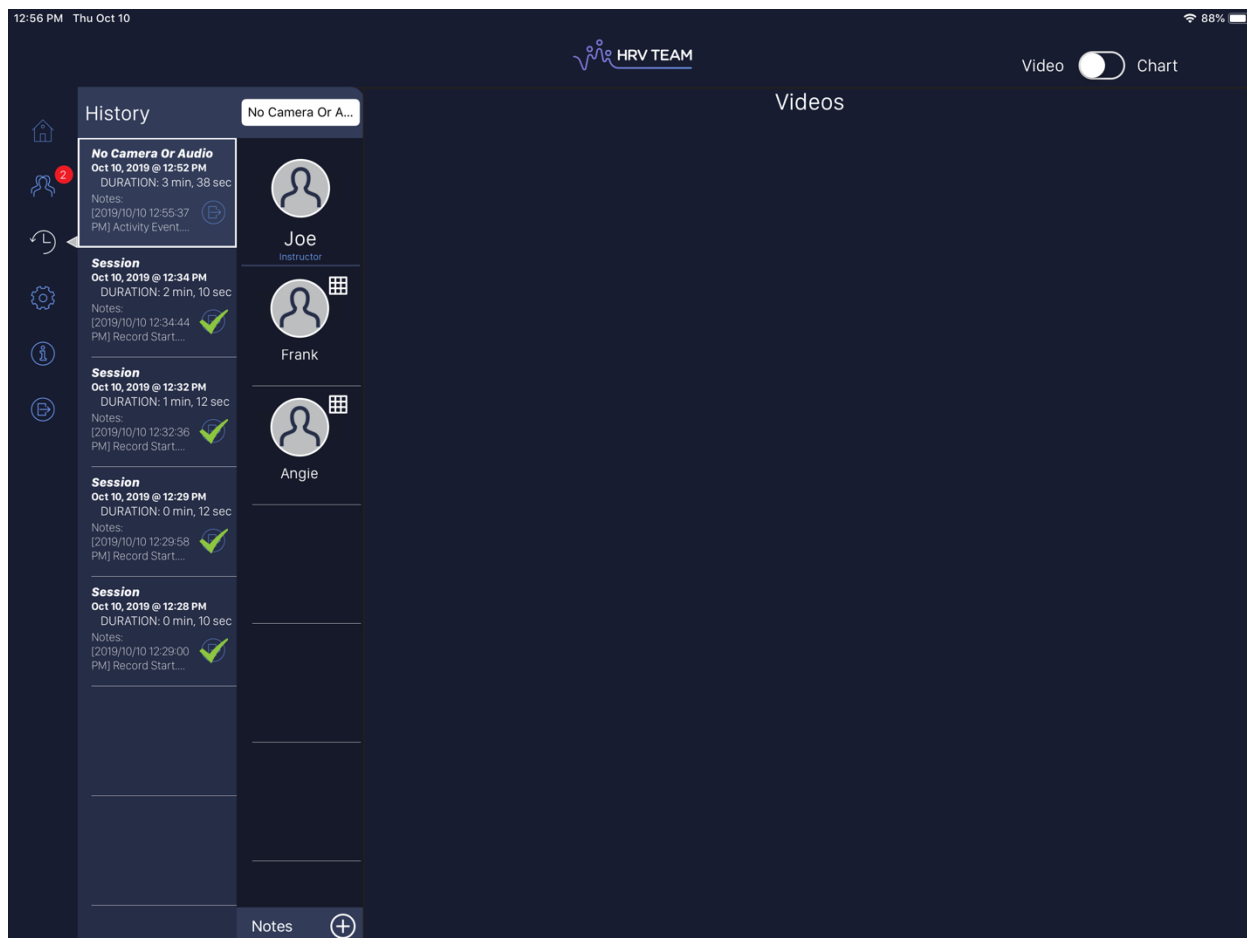 12:56 PM Thu Oct 10
88%
HRV TEAM
Video
Chart
Videos
History
No Camera Or A...
2
No Camera Or Audio
Oct 10, 2019 @ 12:52 PM
DURATION: 3 min, 38 sec
Notes:
[2019/10/10 12:55:37
PM] Activity Event....
Session
Oct 10, 2019 @ 12:34 PM
DURATION: 2 min, 10 sec
Notes:
[2019/10/10 12:34:44
PM] Record Start....
Session
Oct 10, 2019 @ 12:32 PM
DURATION: 1 min, 12 sec
Notes:
[2019/10/10 12:32:36
PM] Record Start....
Session
Oct 10, 2019 @ 12:29 PM
DURATION: 0 min, 12 sec
Notes:
[2019/10/10 12:29:58
PM] Record Start....
Session
Oct 10, 2019 @ 12:28 PM
DURATION: 0 min, 10 sec
Notes:
[2019/10/10 12:29:00
PM] Record Start....
Joe
Instructor
Frank
Angie
Notes